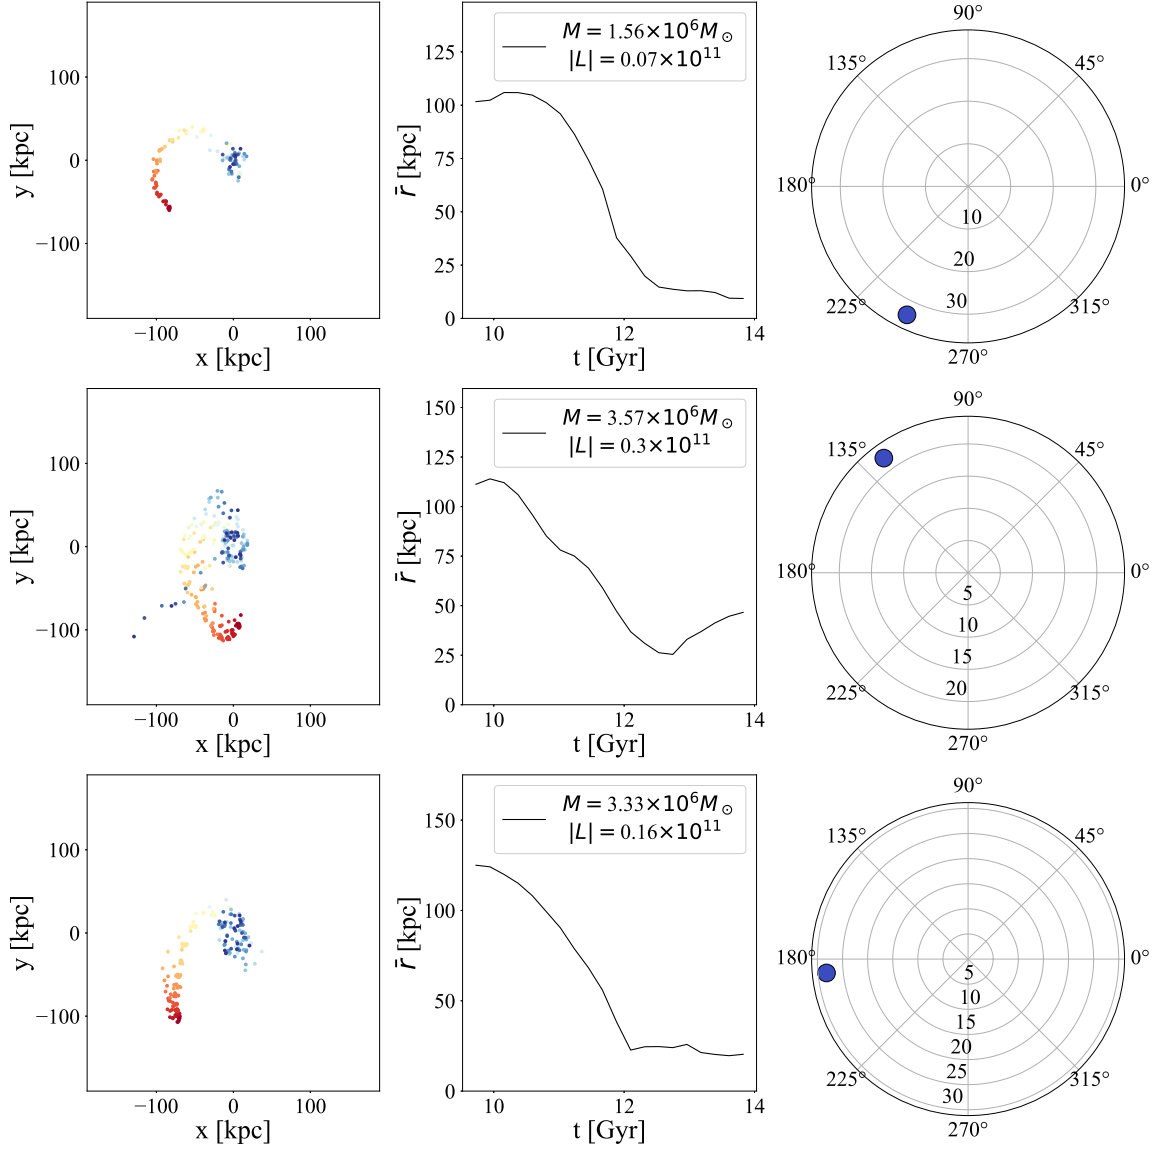 100
0
−100
−100 0 100
x [kpc]
y [kpc]
M = 1.56×10⁶M⊙
|L| = 0.07×10¹¹
125
100
75
50
25
0
10 12 14
t [Gyr]
r̄ [kpc]
90°
135° 45°
180° 0°
225° 315°
270°
10
20
30
100
0
−100
−100 0 100
x [kpc]
y [kpc]
M = 3.57×10⁶M⊙
|L| = 0.3×10¹¹
150
125
100
75
50
25
0
10 12 14
t [Gyr]
r̄ [kpc]
90°
135° 45°
180° 0°
225° 315°
270°
5
10
15
20
100
0
−100
−100 0 100
x [kpc]
y [kpc]
M = 3.33×10⁶M⊙
|L| = 0.16×10¹¹
150
100
50
0
10 12 14
t [Gyr]
r̄ [kpc]
90°
135° 45°
180° 0°
225° 315°
270°
5
10
15
20
25
30